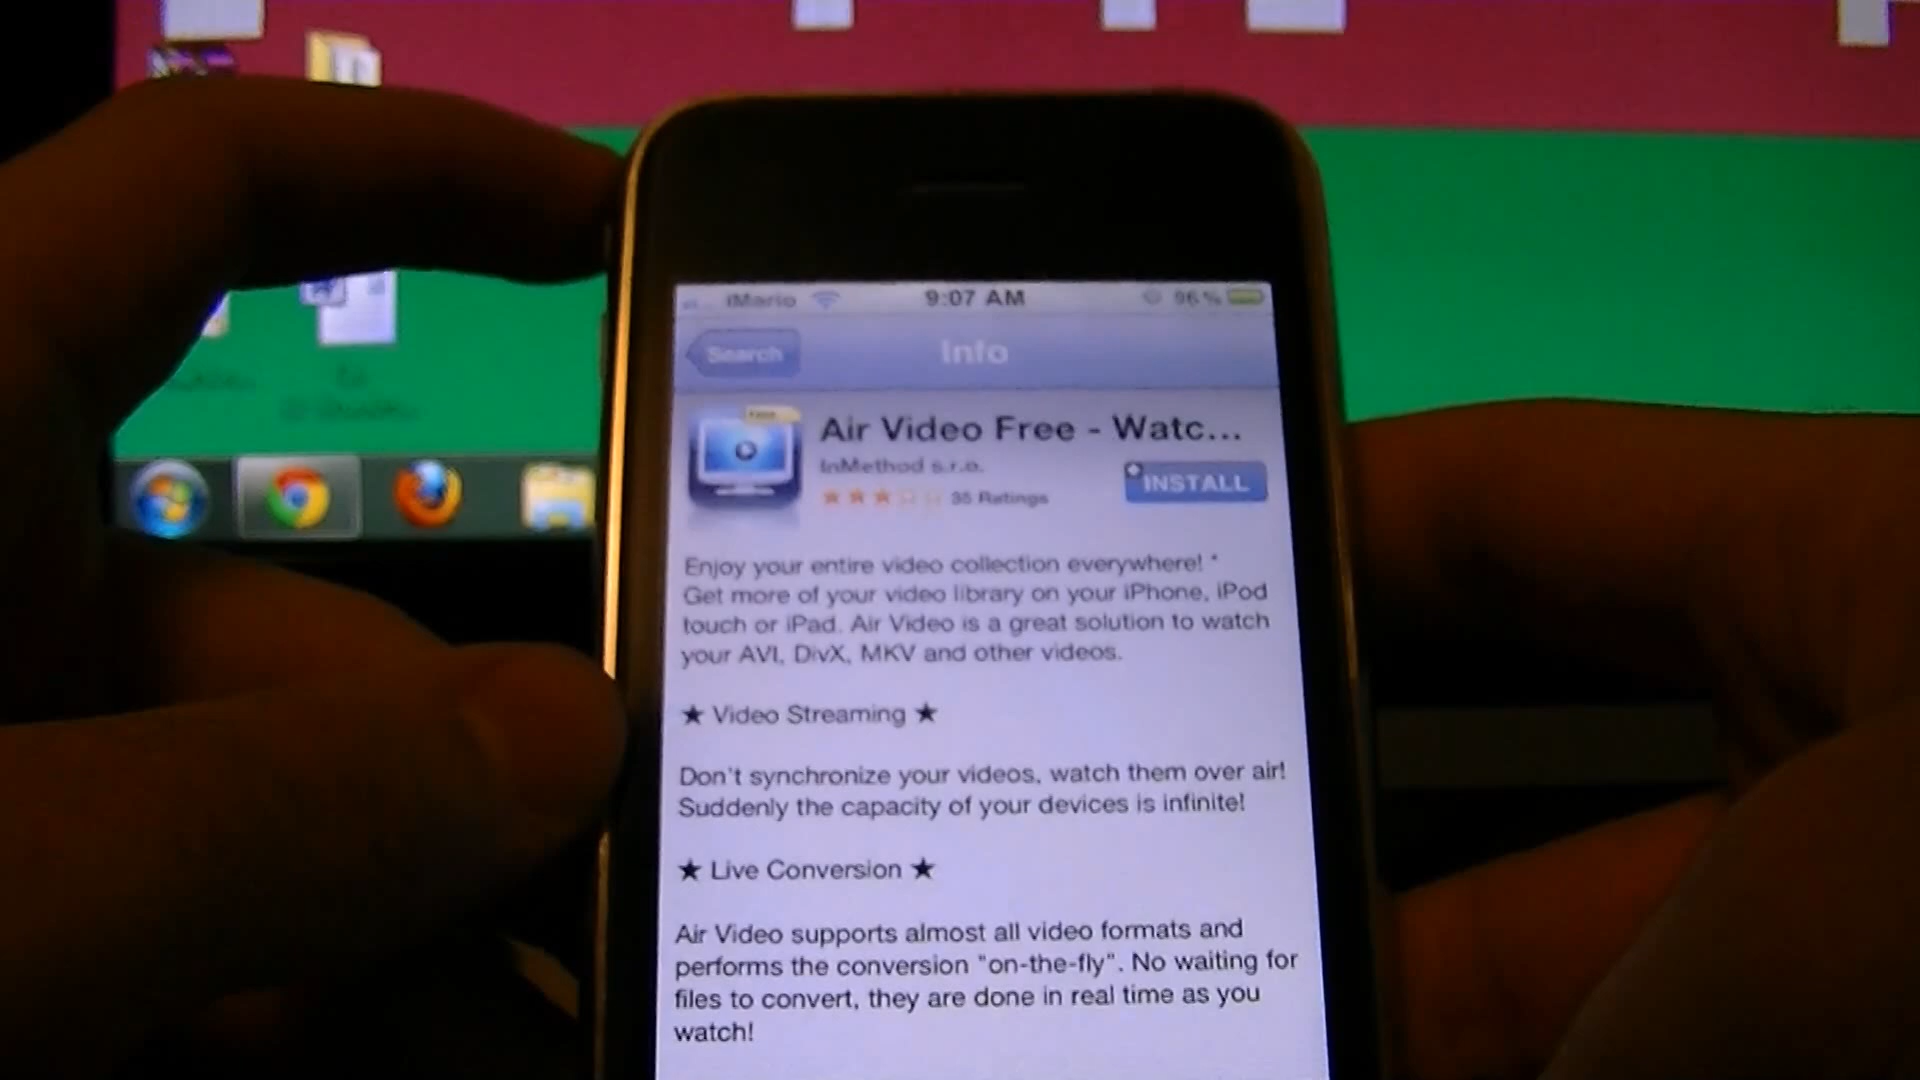 iMario 9:07 AM 96%
Search Info
Air Video Free - Watc...
InMethod s.r.o.
35 Ratings
INSTALL
Enjoy your entire video collection everywhere! *
Get more of your video library on your iPhone, iPod
touch or iPad. Air Video is a great solution to watch
your AVI, DivX, MKV and other videos.
★ Video Streaming ★
Don't synchronize your videos, watch them over air!
Suddenly the capacity of your devices is infinite!
★ Live Conversion ★
Air Video supports almost all video formats and
performs the conversion "on-the-fly". No waiting for
files to convert, they are done in real time as you
watch!